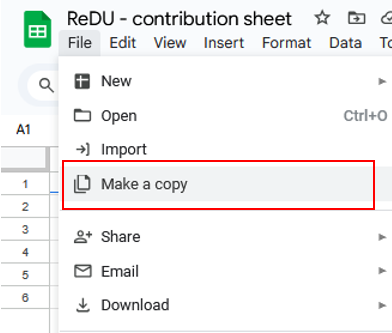 ReDU - contribution sheet
File Edit View Insert Format Data
A1
New
Open Ctrl+O
Import
1 Make a copy
2
3 Share
4
5 Email
6 Download